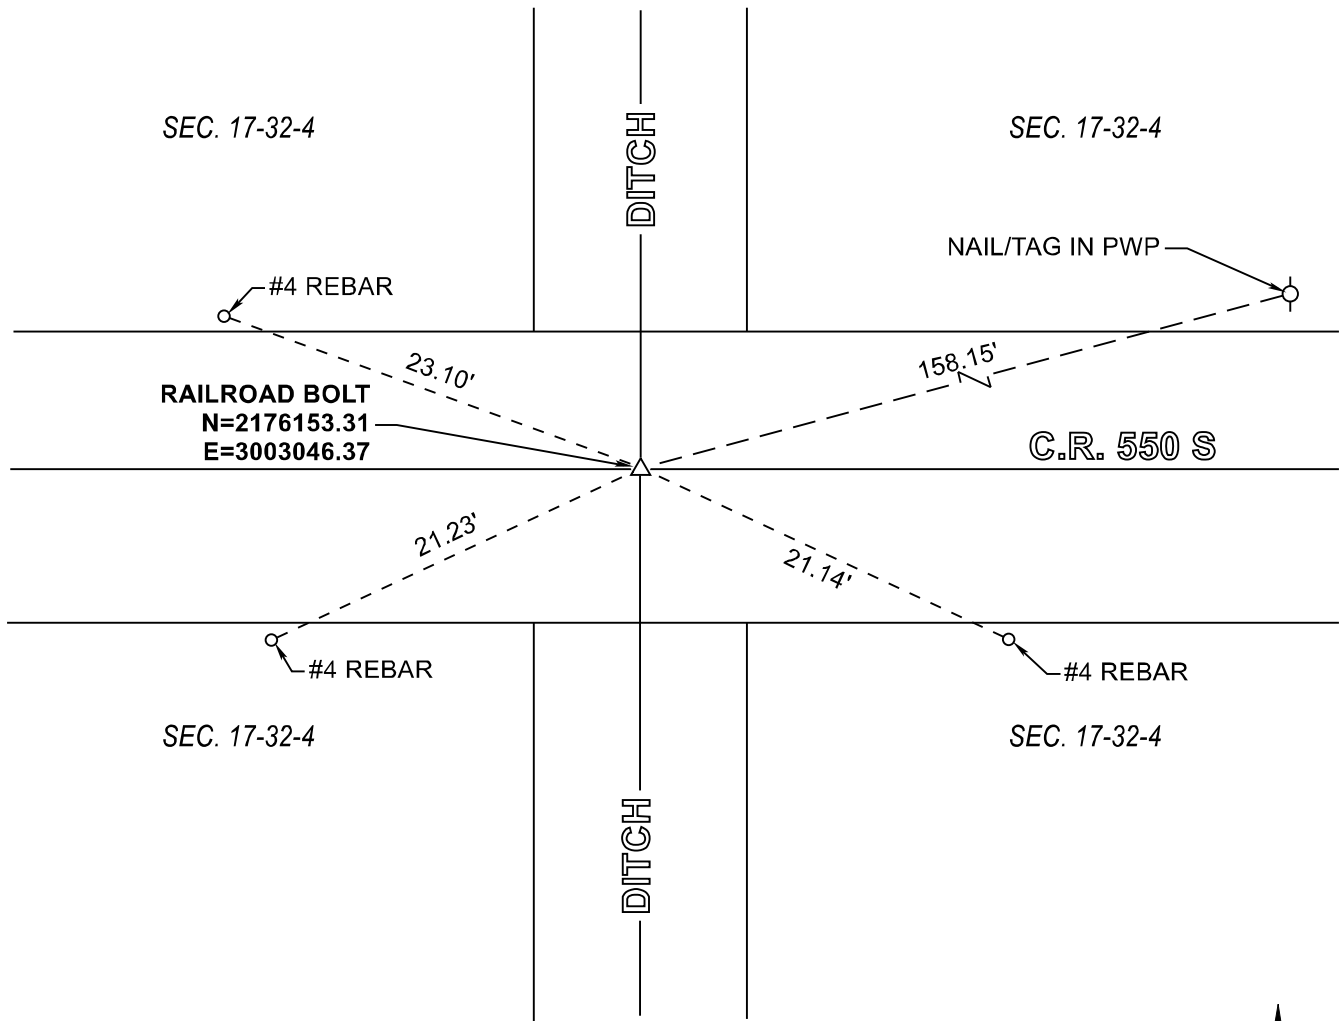 SEC. 17-32-4
DITCH
SEC. 17-32-4
NAIL/TAG IN PWP
#4 REBAR
23.10'
158.15'
RAILROAD BOLT
N=2176153.31
E=3003046.37
C.R. 550 S
21.23'
21.14'
#4 REBAR
#4 REBAR
SEC. 17-32-4
SEC. 17-32-4
DITCH